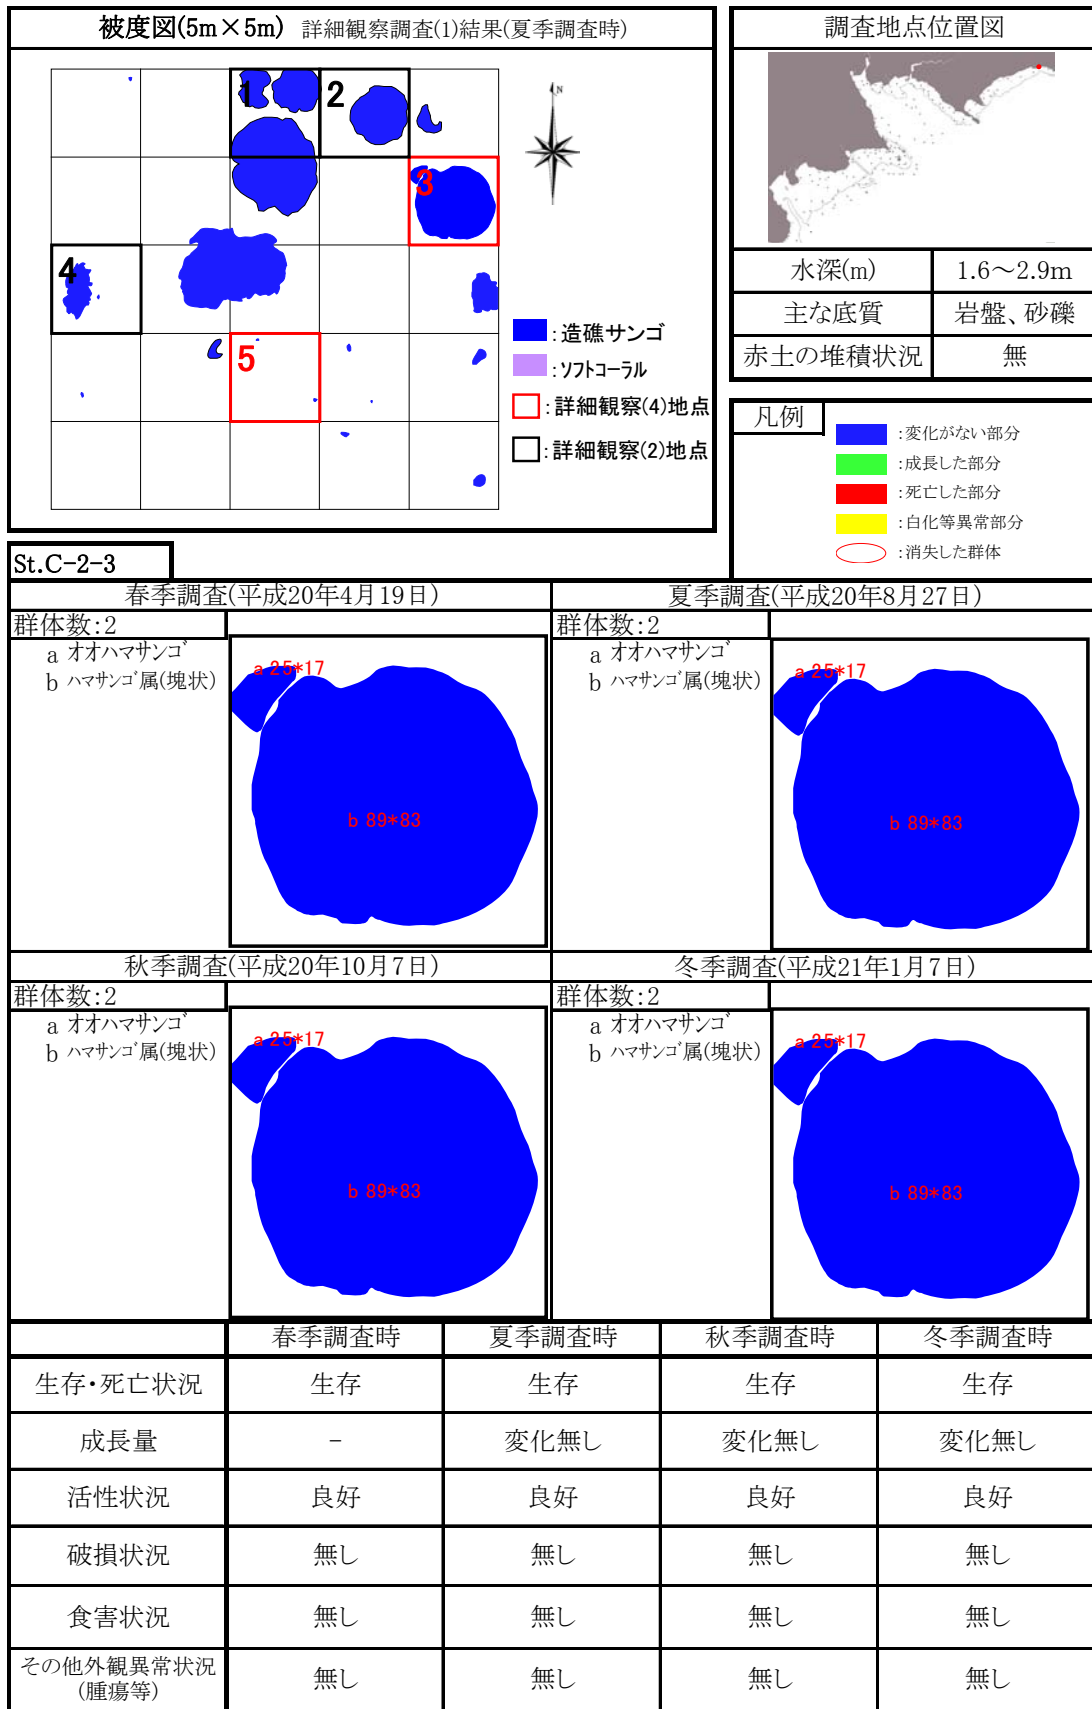 被度図(5m×5m) 詳細観察調査(1)結果(夏季調査時)
1
2
3
4
5
N
:造礁サンゴ
:ソフトコーラル
:詳細観察(4)地点
:詳細観察(2)地点
調査地点位置図
水深(m) 1.6～2.9m
主な底質 岩盤、砂礫
赤土の堆積状況 無
凡例
:変化がない部分
:成長した部分
:死亡した部分
:白化等異常部分
:消失した群体
St.C-2-3
春季調査(平成20年4月19日)
群体数:2
a オオハマサンゴ
b ハマサンゴ属(塊状)
a 25*17
b 89*83
夏季調査(平成20年8月27日)
群体数:2
a オオハマサンゴ
b ハマサンゴ属(塊状)
a 25*17
b 89*83
秋季調査(平成20年10月7日)
群体数:2
a オオハマサンゴ
b ハマサンゴ属(塊状)
a 25*17
b 89*83
冬季調査(平成21年1月7日)
群体数:2
a オオハマサンゴ
b ハマサンゴ属(塊状)
a 25*17
b 89*83
春季調査時 夏季調査時 秋季調査時 冬季調査時
生存・死亡状況 生存 生存 生存 生存
成長量 － 変化無し 変化無し 変化無し
活性状況 良好 良好 良好 良好
破損状況 無し 無し 無し 無し
食害状況 無し 無し 無し 無し
その他外観異常状況
(腫瘍等) 無し 無し 無し 無し